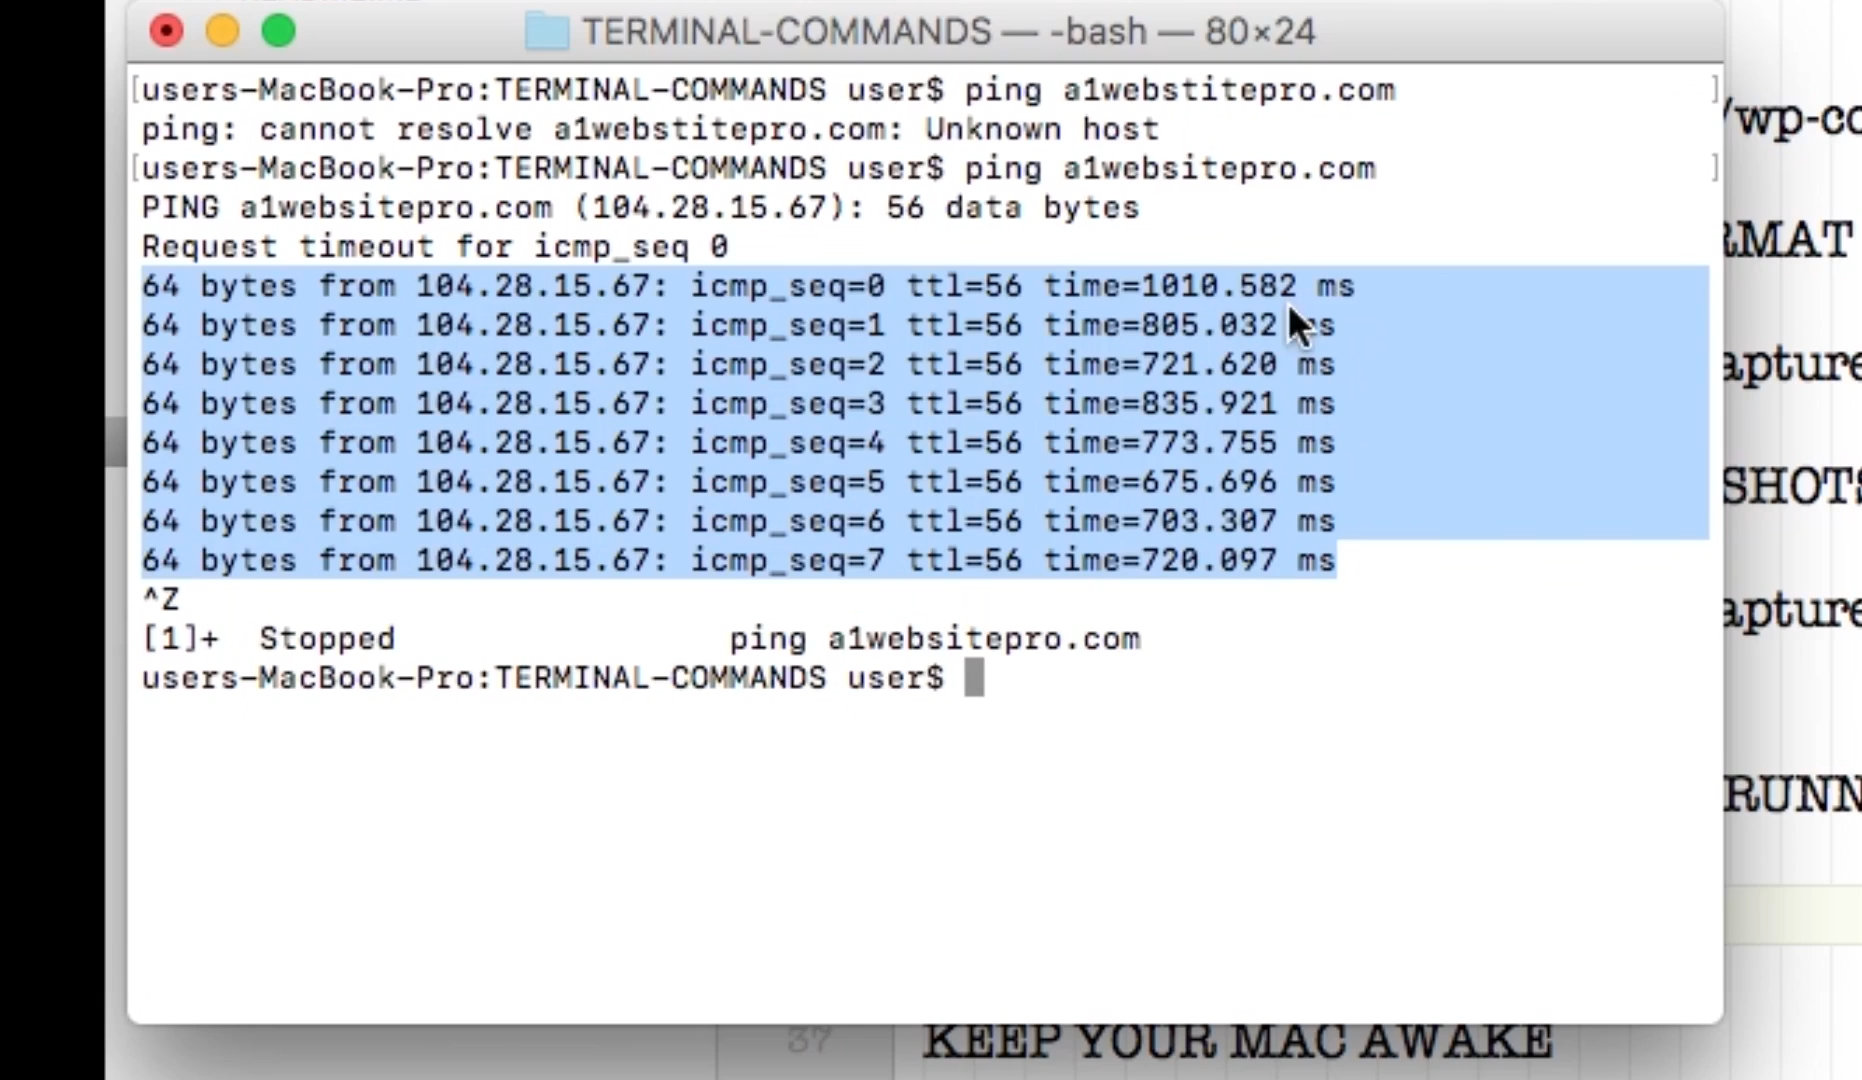 TERMINAL-COMMANDS — -bash — 80×24
[users-MacBook-Pro:TERMINAL-COMMANDS user$ ping a1webstitepro.com ]
ping: cannot resolve a1webstitepro.com: Unknown host
[users-MacBook-Pro:TERMINAL-COMMANDS user$ ping a1websitepro.com ]
PING a1websitepro.com (104.28.15.67): 56 data bytes
Request timeout for icmp_seq 0
64 bytes from 104.28.15.67: icmp_seq=0 ttl=56 time=1010.582 ms
64 bytes from 104.28.15.67: icmp_seq=1 ttl=56 time=805.032 ms
64 bytes from 104.28.15.67: icmp_seq=2 ttl=56 time=721.620 ms
64 bytes from 104.28.15.67: icmp_seq=3 ttl=56 time=835.921 ms
64 bytes from 104.28.15.67: icmp_seq=4 ttl=56 time=773.755 ms
64 bytes from 104.28.15.67: icmp_seq=5 ttl=56 time=675.696 ms
64 bytes from 104.28.15.67: icmp_seq=6 ttl=56 time=703.307 ms
64 bytes from 104.28.15.67: icmp_seq=7 ttl=56 time=720.097 ms
^Z
[1]+  Stopped                 ping a1websitepro.com
users-MacBook-Pro:TERMINAL-COMMANDS user$
/wp-co
RMAT
apture
SHOTS
apture
RUNN
37 KEEP YOUR MAC AWAKE